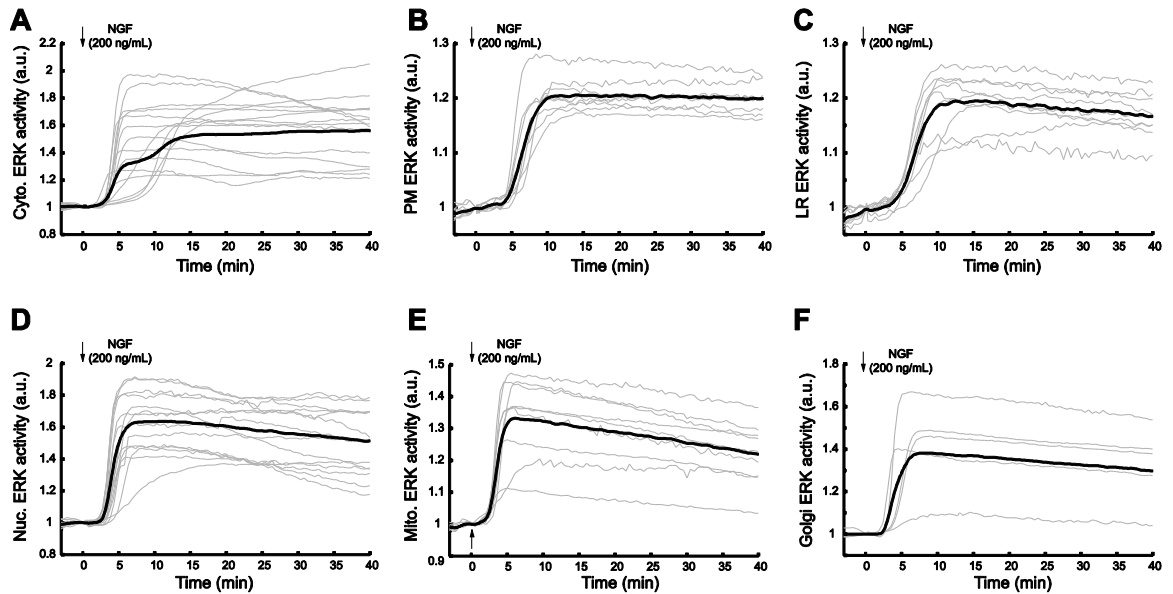 A
NGF
(200 ng/mL)
Cyto. ERK activity (a.u.)
2.2
2
1.8
1.6
1.4
1.2
1
0.8
0 5 10 15 20 25 30 35 40
Time (min)
B
NGF
(200 ng/mL)
PM ERK activity (a.u.)
1.3
1.2
1.1
1
0 5 10 15 20 25 30 35 40
Time (min)
C
NGF
(200 ng/mL)
LR ERK activity (a.u.)
1.3
1.2
1.1
1
0 5 10 15 20 25 30 35 40
Time (min)
D
NGF
(200 ng/mL)
Nuc. ERK activity (a.u.)
2
1.8
1.6
1.4
1.2
1
0.8
0 5 10 15 20 25 30 35 40
Time (min)
E
NGF
(200 ng/mL)
Mito. ERK activity (a.u.)
1.5
1.4
1.3
1.2
1.1
1
0.9
0 5 10 15 20 25 30 35 40
Time (min)
F
NGF
(200 ng/mL)
Golgi ERK activity (a.u.)
1.8
1.6
1.4
1.2
1
0 5 10 15 20 25 30 35 40
Time (min)